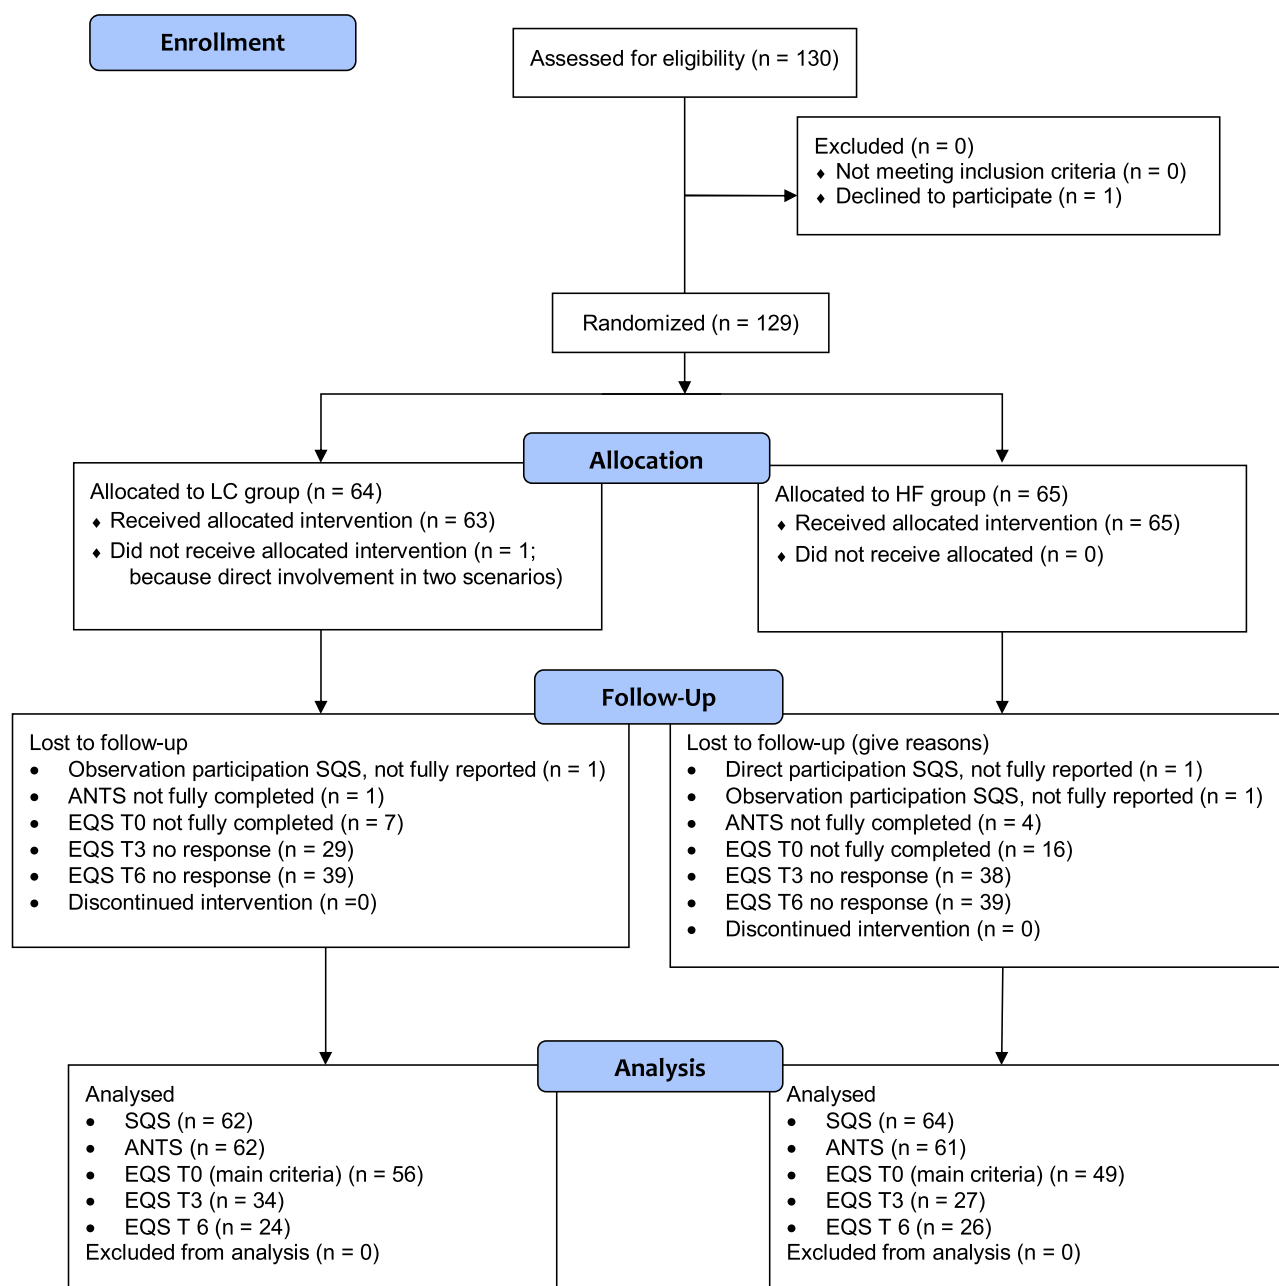 Enrollment
Assessed for eligibility (n = 130)
Excluded (n = 0)
♦ Not meeting inclusion criteria (n = 0)
♦ Declined to participate (n = 1)
Randomized (n = 129)
Allocation
Allocated to LC group (n = 64)
♦ Received allocated intervention (n = 63)
♦ Did not receive allocated intervention (n = 1;
because direct involvement in two scenarios)
Allocated to HF group (n = 65)
♦ Received allocated intervention (n = 65)
♦ Did not receive allocated (n = 0)
Follow-Up
Lost to follow-up
• Observation participation SQS, not fully reported (n = 1)
• ANTS not fully completed (n = 1)
• EQS T0 not fully completed (n = 7)
• EQS T3 no response (n = 29)
• EQS T6 no response (n = 39)
• Discontinued intervention (n =0)
Lost to follow-up (give reasons)
• Direct participation SQS, not fully reported (n = 1)
• Observation participation SQS, not fully reported (n = 1)
• ANTS not fully completed (n = 4)
• EQS T0 not fully completed (n = 16)
• EQS T3 no response (n = 38)
• EQS T6 no response (n = 39)
• Discontinued intervention (n = 0)
Analysis
Analysed
• SQS (n = 62)
• ANTS (n = 62)
• EQS T0 (main criteria) (n = 56)
• EQS T3 (n = 34)
• EQS T 6 (n = 24)
Excluded from analysis (n = 0)
Analysed
• SQS (n = 64)
• ANTS (n = 61)
• EQS T0 (main criteria) (n = 49)
• EQS T3 (n = 27)
• EQS T 6 (n = 26)
Excluded from analysis (n = 0)